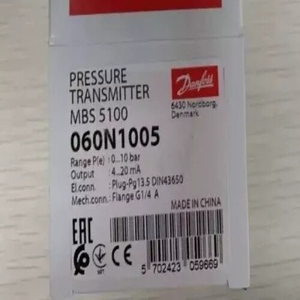 PRESSURE
TRANSMITTER
MBS 5100
Danfoss
6430 Nordborg,
Denmark
060N1005
Range P(e) : 0...10 bar
Output : 4...20 mA
El.conn. : Plug-Pg13.5 DIN43650
Mech.conn.: Flange G1/4 A
MADE IN CHINA
EAC
5 702423 059669